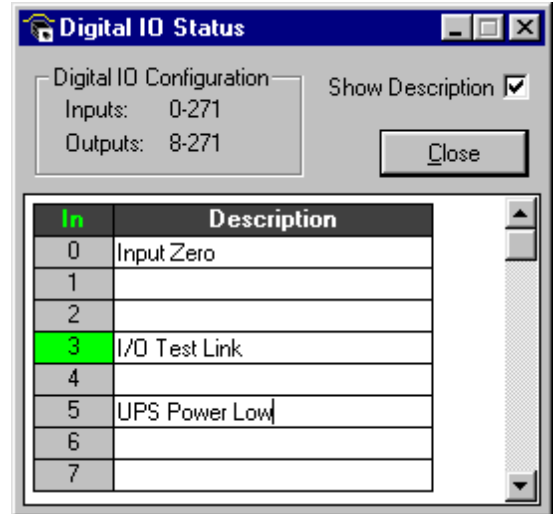 Digital IO Status
Digital IO Configuration
Inputs: 0-271
Outputs: 8-271
Show Description
Close
In Description
0 Input Zero
1
2
3 I/O Test Link
4
5 UPS Power Low
6
7